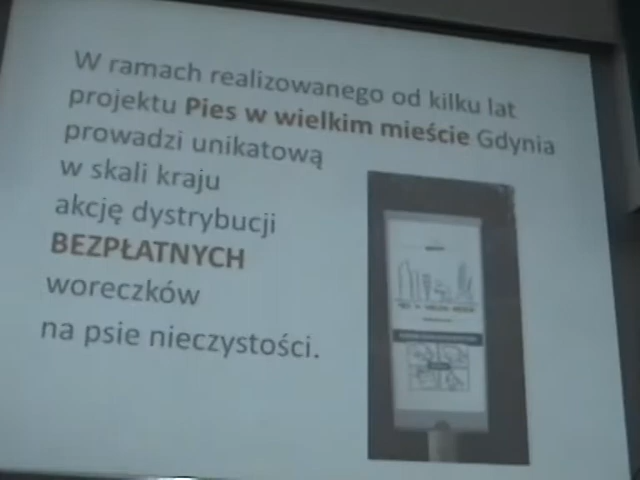 W ramach realizowanego od kilku lat
projektu Pies w wielkim mieście Gdynia
prowadzi unikatową
w skali kraju
akcję dystrybucji
BEZPŁATNYCH
woreczków
na psie nieczystości.